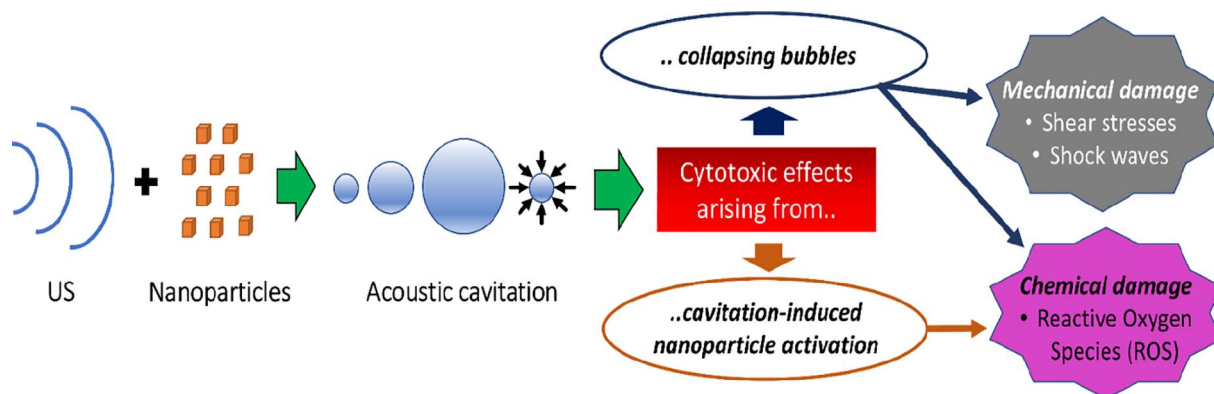 US
Nanoparticles
Acoustic cavitation
Cytotoxic effects
arising from..
.. collapsing bubbles
..cavitation-induced
nanoparticle activation
Mechanical damage
• Shear stresses
• Shock waves
Chemical damage
• Reactive Oxygen
Species (ROS)